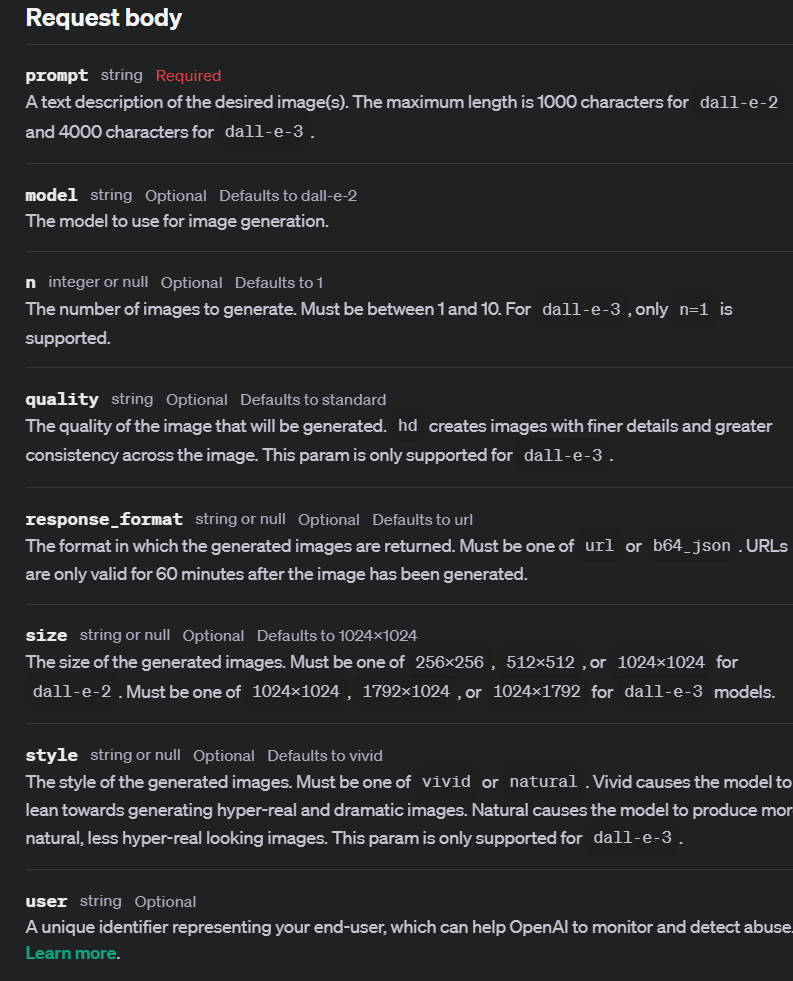 Request body
prompt string Required
A text description of the desired image(s). The maximum length is 1000 characters for dall-e-2
and 4000 characters for dall-e-3 .
model string Optional Defaults to dall-e-2
The model to use for image generation.
n integer or null Optional Defaults to 1
The number of images to generate. Must be between 1 and 10. For dall-e-3 , only n=1 is
supported.
quality string Optional Defaults to standard
The quality of the image that will be generated. hd creates images with finer details and greater
consistency across the image. This param is only supported for dall-e-3 .
response_format string or null Optional Defaults to url
The format in which the generated images are returned. Must be one of url or b64_json . URLs
are only valid for 60 minutes after the image has been generated.
size string or null Optional Defaults to 1024x1024
The size of the generated images. Must be one of 256x256 , 512x512 , or 1024x1024 for
dall-e-2 . Must be one of 1024x1024 , 1792x1024 , or 1024x1792 for dall-e-3 models.
style string or null Optional Defaults to vivid
The style of the generated images. Must be one of vivid or natural . Vivid causes the model to
lean towards generating hyper-real and dramatic images. Natural causes the model to produce mor
natural, less hyper-real looking images. This param is only supported for dall-e-3 .
user string Optional
A unique identifier representing your end-user, which can help OpenAI to monitor and detect abuse.
Learn more.